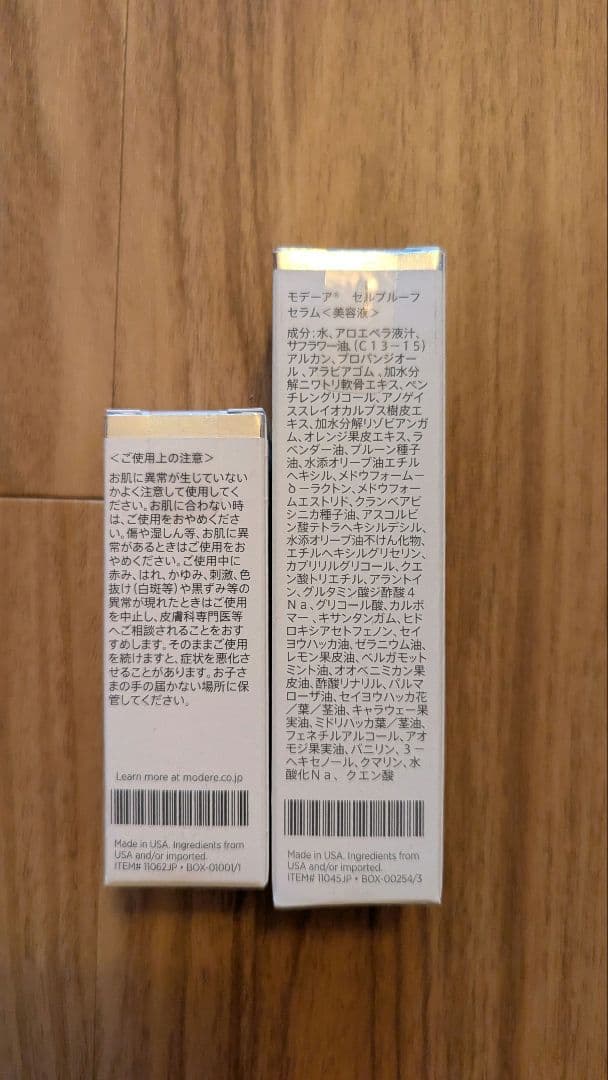 ＜ご使用上の注意＞
お肌に異常が生じていない
かよく注意して使用してく
ださい。お肌に合わない時
は、ご使用をおやめくださ
い。傷や湿しん等、お肌に異
常があるときはご使用をお
やめください。ご使用中に
赤み、はれ、かゆみ、刺激、色
抜け（白斑等）や黒ずみ等の
異常が現れたときはご使用
を中止し、皮膚科専門医等
へご相談されることをおす
すめします。そのままご使用
を続けますと、症状を悪化さ
せることがあります。お子さ
まの手の届かない場所に保
管してください。
Learn more at modere.co.jp
Made in USA. Ingredients from
USA and/or imported.
ITEM# 11062JP • BOX-01001/1
モデーア® セルプルーフ
セラム＜美容液＞
成分：水、アロエベラ液汁、
サフラワー油、（Ｃ１３－１５）
アルカン、プロパンジオー
ル、アラビアゴム、加水分
解ニワトリ軟骨エキス、ペン
チレングリコール、アノゲイ
ススレイオカルプス樹皮エ
キス、加水分解リゾビアンガ
ム、オレンジ果皮エキス、ラ
ベンダー油、プルーン種子
油、水添オリーブ油エチル
ヘキシル、メドウフォーム－
δ－ラクトン、メドウフォー
ムエストリド、クランベアビ
シニカ種子油、アスコルビ
ン酸テトラヘキシルデシル、
水添オリーブ油不けん化物、
エチルヘキシルグリセリン、
カプリリルグリコール、クエ
ン酸トリエチル、アラントイ
ン、グルタミン酸ジ酢酸４
Ｎａ、グリコール酸、カルボ
マー、キサンタンガム、ヒド
ロキシアセトフェノン、セイ
ヨウハッカ油、ゼラニウム油、
レモン果皮油、ベルガモット
ミント油、オオベニミカン果
皮油、酢酸リナリル、パルマ
ローザ油、セイヨウハッカ花
／葉／茎油、キャラウェー果
実油、ミドリハッカ葉／茎油、
フェネチルアルコール、アオ
モジ果実油、バニリン、３－
ヘキセノール、クマリン、水
酸化Ｎａ、クエン酸
Made in USA. Ingredients from
USA and/or imported.
ITEM# 11045JP • BOX-00254/3